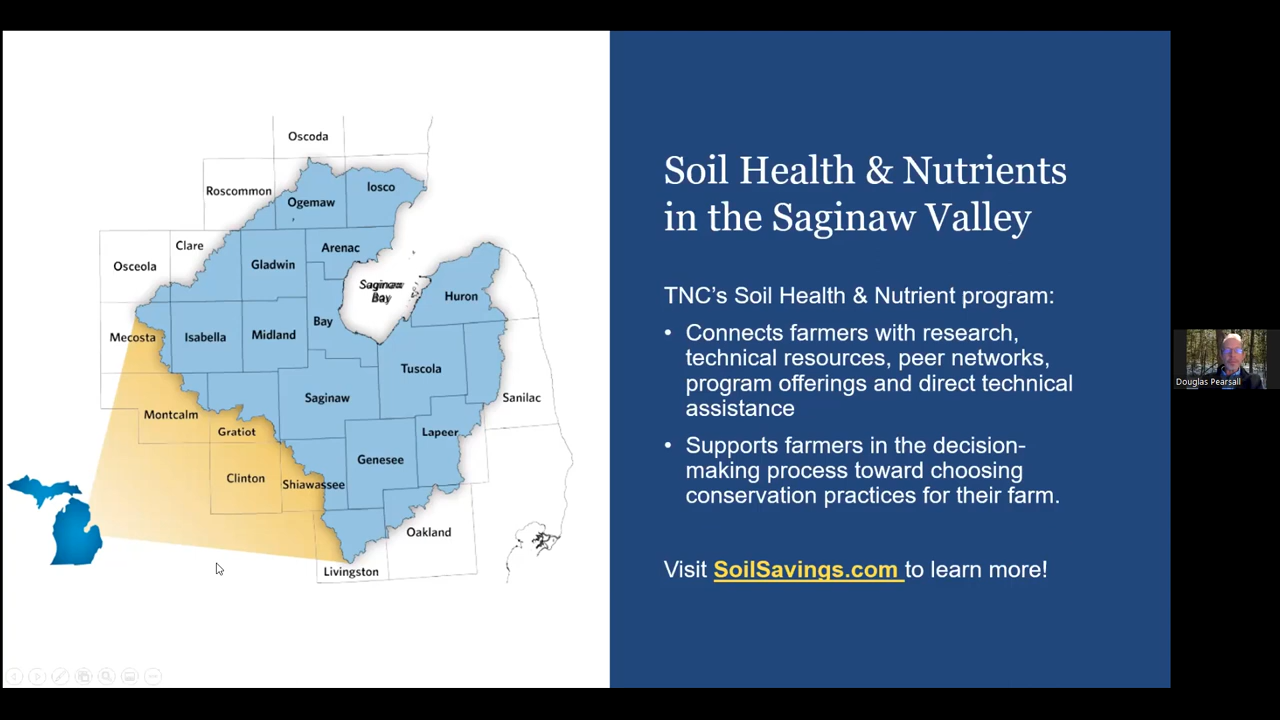 Oscoda
Roscommon
Iosco
Ogemaw
Clare
Arenac
Osceola
Gladwin
Saginaw
Bay
Huron
Mecosta
Isabella
Midland
Bay
Tuscola
Saginaw
Sanilac
Montcalm
Gratiot
Lapeer
Genesee
Clinton
Shiawassee
Oakland
Livingston
Soil Health & Nutrients
in the Saginaw Valley
TNC’s Soil Health & Nutrient program:
• Connects farmers with research,
technical resources, peer networks,
program offerings and direct technical
assistance
• Supports farmers in the decision-
making process toward choosing
conservation practices for their farm.
Visit SoilSavings.com to learn more!
Douglas Pearsall